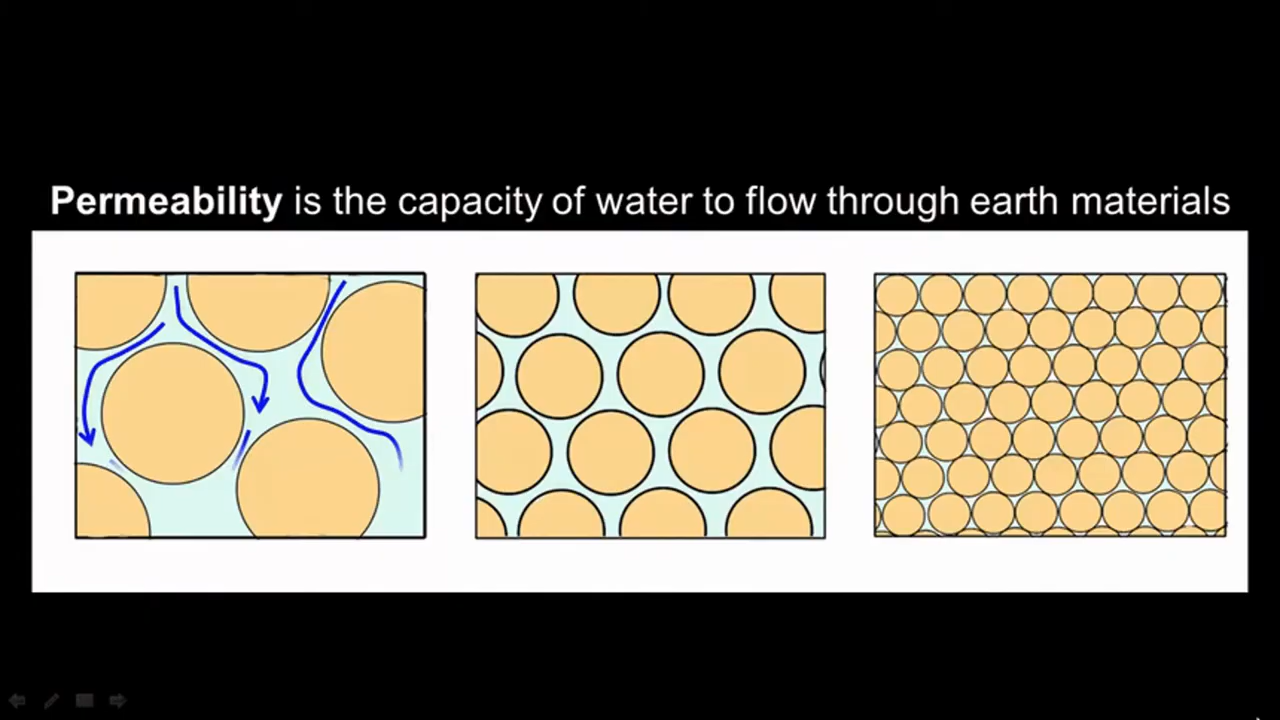 Permeability is the capacity of water to flow through earth materials